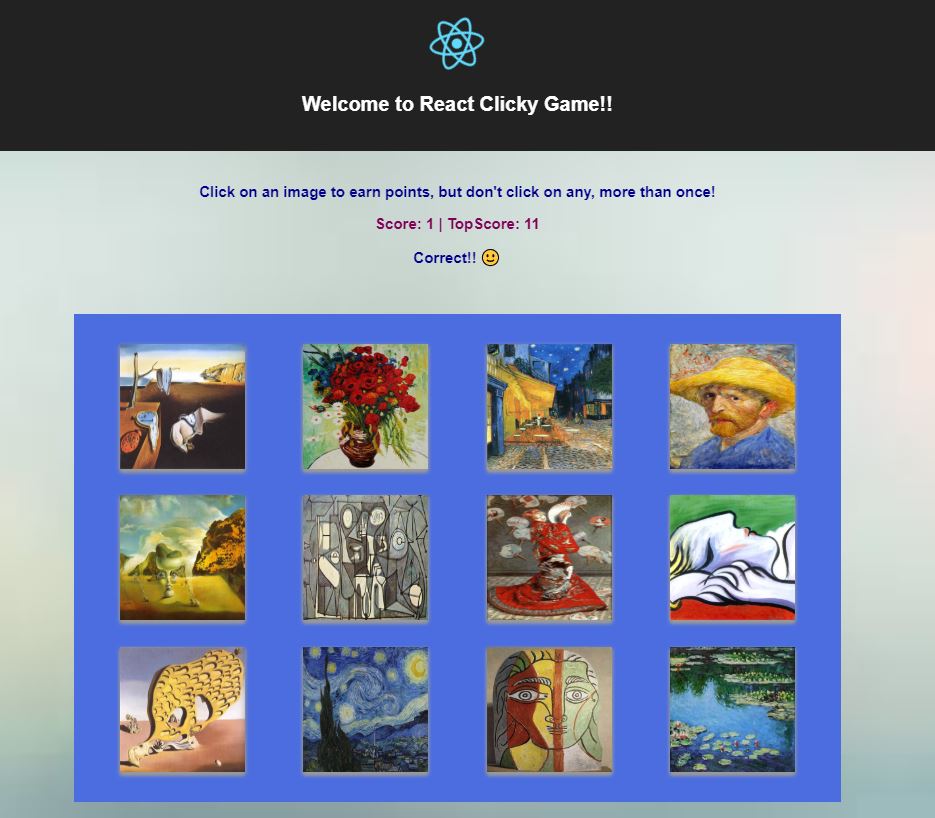 Welcome to React Clicky Game!!
Click on an image to earn points, but don't click on any, more than once!
Score: 1 | TopScore: 11
Correct!! 🙂